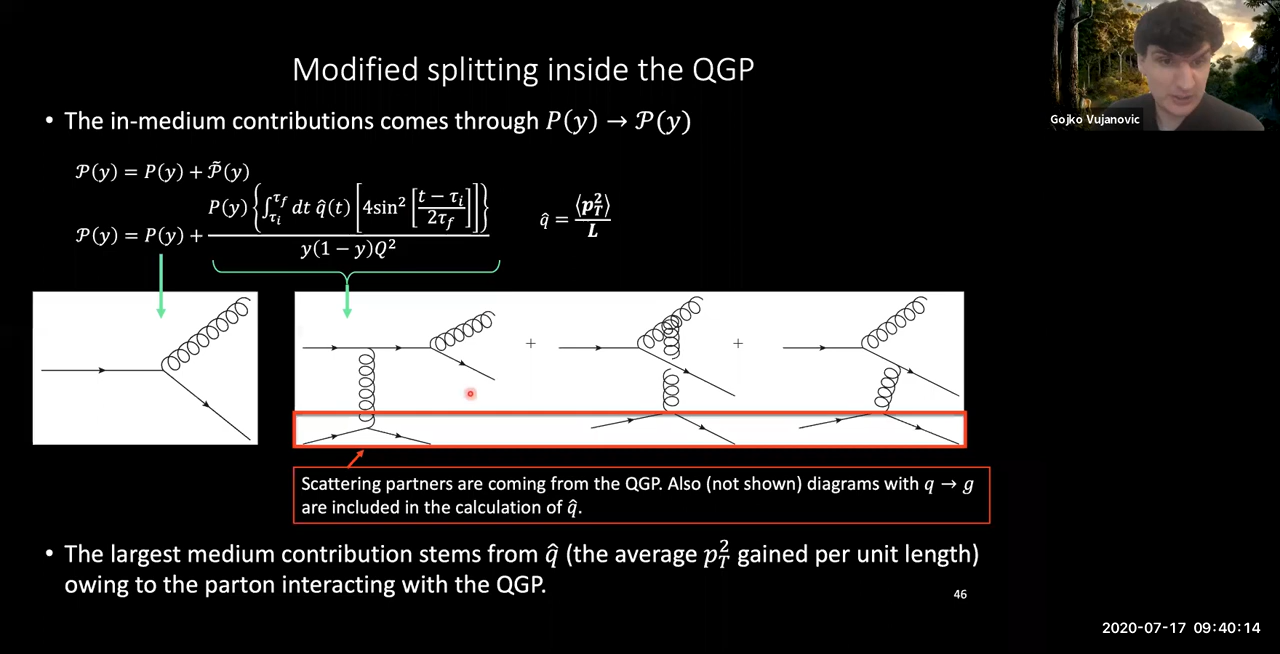 Modified splitting inside the QGP
Gojko Vujanovic
• The in-medium contributions comes through P(y) → 𝒫(y)
𝒫(y) = P(y) + P̃(y)
𝒫(y) = P(y) + P(y) {∫_{τ_i}^{τ_f} dt q̂(t) [4sin² [t − τ_i / 2τ_f]]} / y(1 − y)Q²
q̂ = ⟨p_T²⟩ / L
+ +
Scattering partners are coming from the QGP. Also (not shown) diagrams with q → g
are included in the calculation of q̂.
• The largest medium contribution stems from q̂ (the average p_T² gained per unit length)
owing to the parton interacting with the QGP.
46
2020-07-17 09:40:14